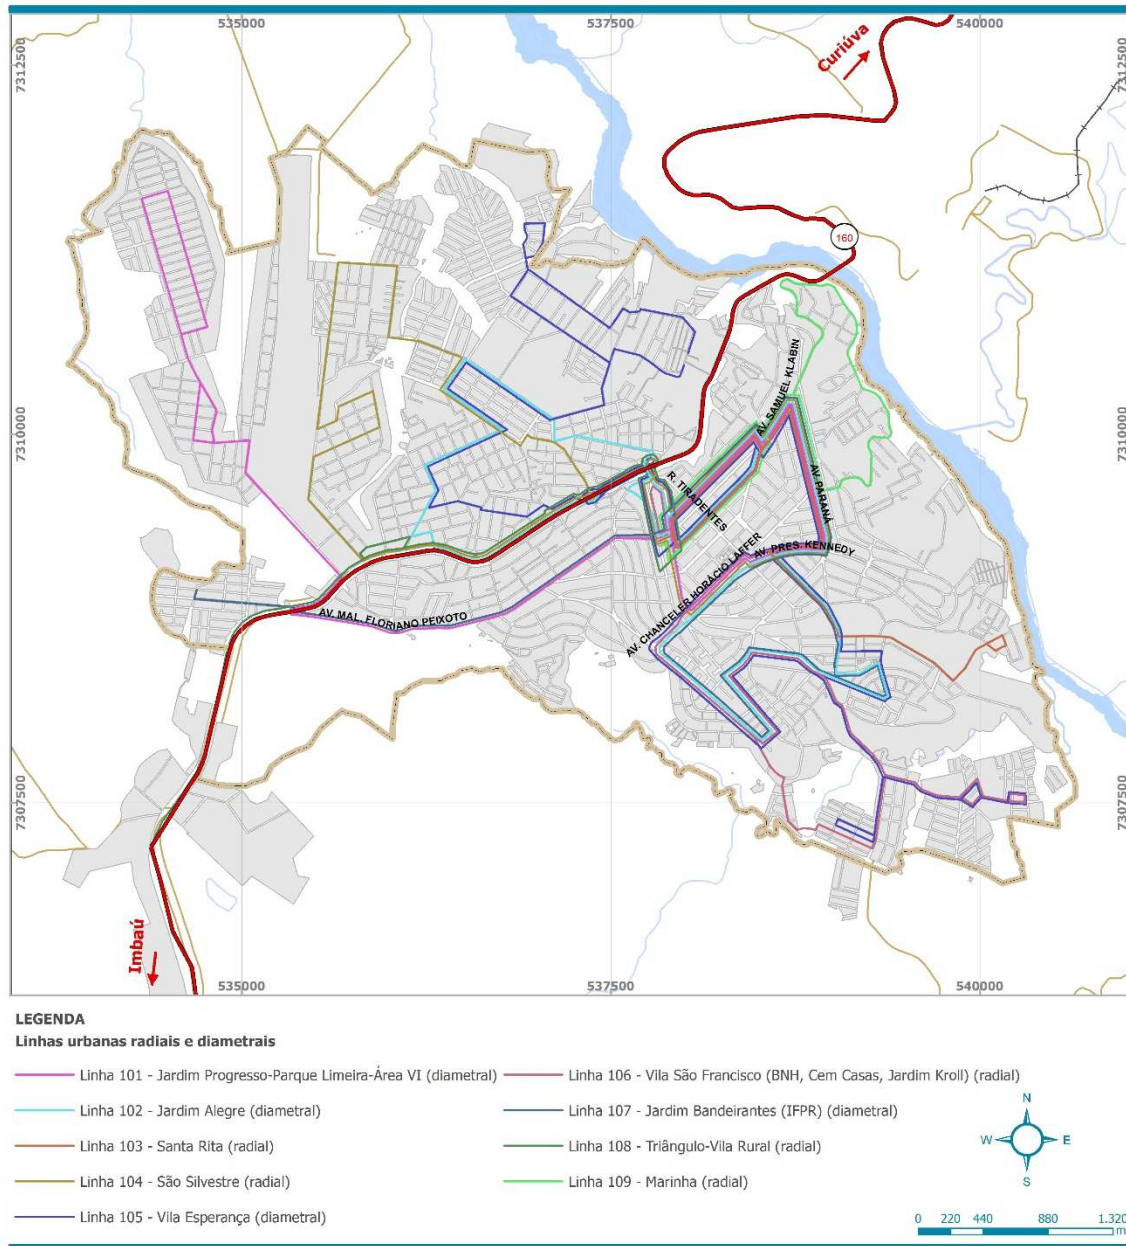 535000
537500
540000
7312500
7312500
Curiúva
160
AV. SAMUEL KLABIN
7310000
7310000
R. TIRADENTES
AV. PARANÁ
AV. PRES. KENNEDY
AV. CHANCELER HORÁCIO LAFFER
AV. MAL. FLORIANO PEIXOTO
7307500
7307500
Imbaú
535000
537500
540000
LEGENDA
Linhas urbanas radiais e diametrais
Linha 101 - Jardim Progresso-Parque Limeira-Área VI (diametral)
Linha 102 - Jardim Alegre (diametral)
Linha 103 - Santa Rita (radial)
Linha 104 - São Silvestre (radial)
Linha 105 - Vila Esperança (diametral)
Linha 106 - Vila São Francisco (BNH, Cem Casas, Jardim Kroll) (radial)
Linha 107 - Jardim Bandeirantes (IFPR) (diametral)
Linha 108 - Triângulo-Vila Rural (radial)
Linha 109 - Marinha (radial)
N
W E
S
0 220 440 880 1.320
m